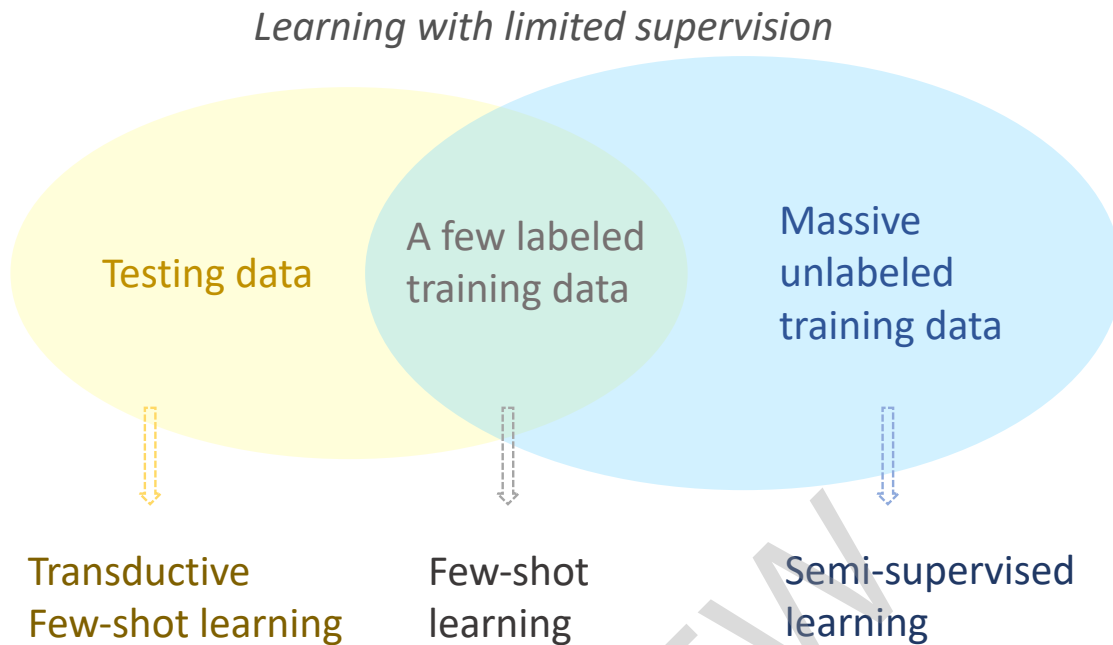 Learning with limited supervision
Testing data
A few labeled
training data
Massive
unlabeled
training data
Transductive
Few-shot learning
Few-shot
learning
Semi-supervised
learning